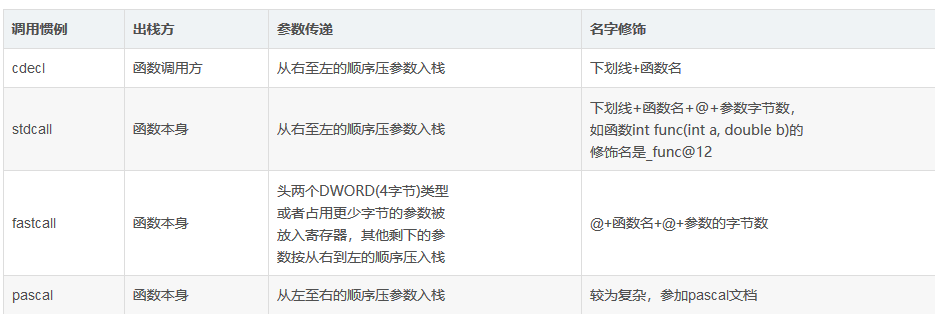 调用惯例 出栈方 参数传递 名字修饰
cdecl 函数调用方 从右至左的顺序压参数入栈 下划线+函数名
stdcall 函数本身 从右至左的顺序压参数入栈 下划线+函数名+@+参数字节数，
如函数int func(int a, double b)的
修饰名是_func@12
fastcall 函数本身 头两个DWORD(4字节)类型
或者占用更少字节的参数被
放入寄存器，其他剩下的参
数按从右到左的顺序压入栈
@+函数名+@+参数的字节数
pascal 函数本身 从左至右的顺序压参数入栈 较为复杂，参加pascal文档